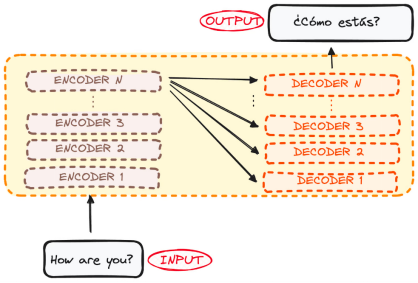 OUTPUT
¿Cómo estás?
ENCODER N
DECODER N
ENCODER 3
DECODER 3
ENCODER 2
DECODER 2
ENCODER 1
DECODER 1
How are you?
INPUT